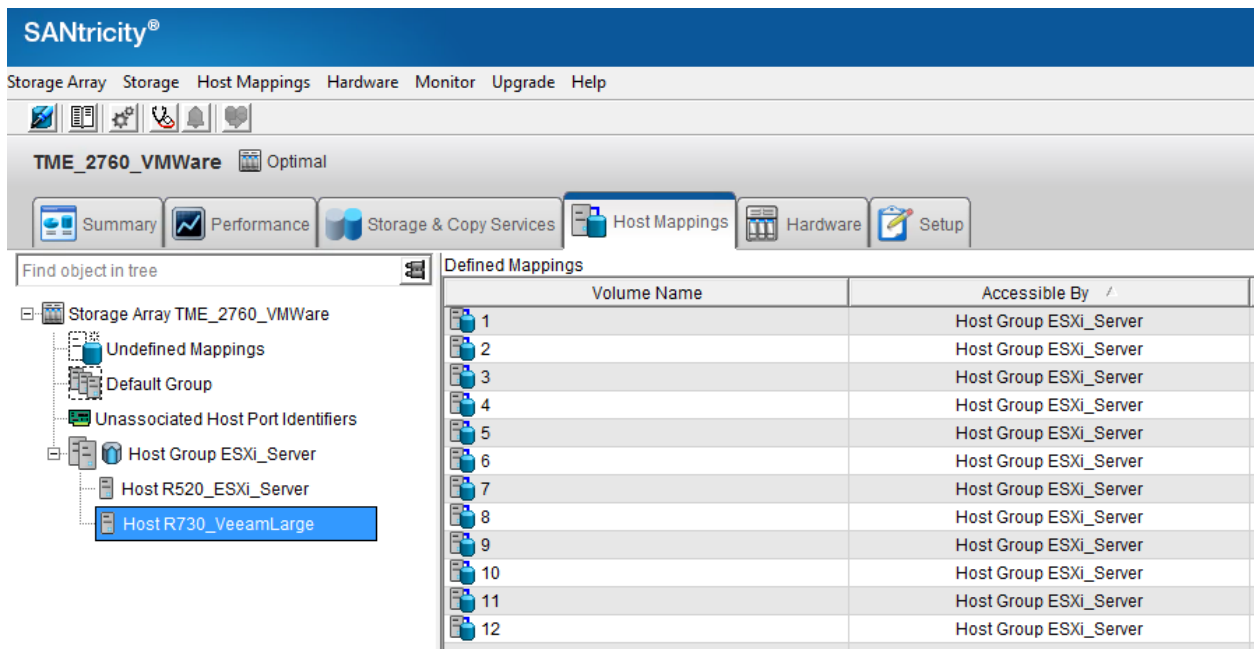 SANtricity®
Storage Array Storage Host Mappings Hardware Monitor Upgrade Help
TME_2760_VMWare Optimal
Summary Performance Storage & Copy Services Host Mappings Hardware Setup
Find object in tree
Storage Array TME_2760_VMWare
Undefined Mappings
Default Group
Unassociated Host Port Identifiers
Host Group ESXi_Server
Host R520_ESXi_Server
Host R730_VeeamLarge
Defined Mappings
Volume Name Accessible By
1 Host Group ESXi_Server
2 Host Group ESXi_Server
3 Host Group ESXi_Server
4 Host Group ESXi_Server
5 Host Group ESXi_Server
6 Host Group ESXi_Server
7 Host Group ESXi_Server
8 Host Group ESXi_Server
9 Host Group ESXi_Server
10 Host Group ESXi_Server
11 Host Group ESXi_Server
12 Host Group ESXi_Server